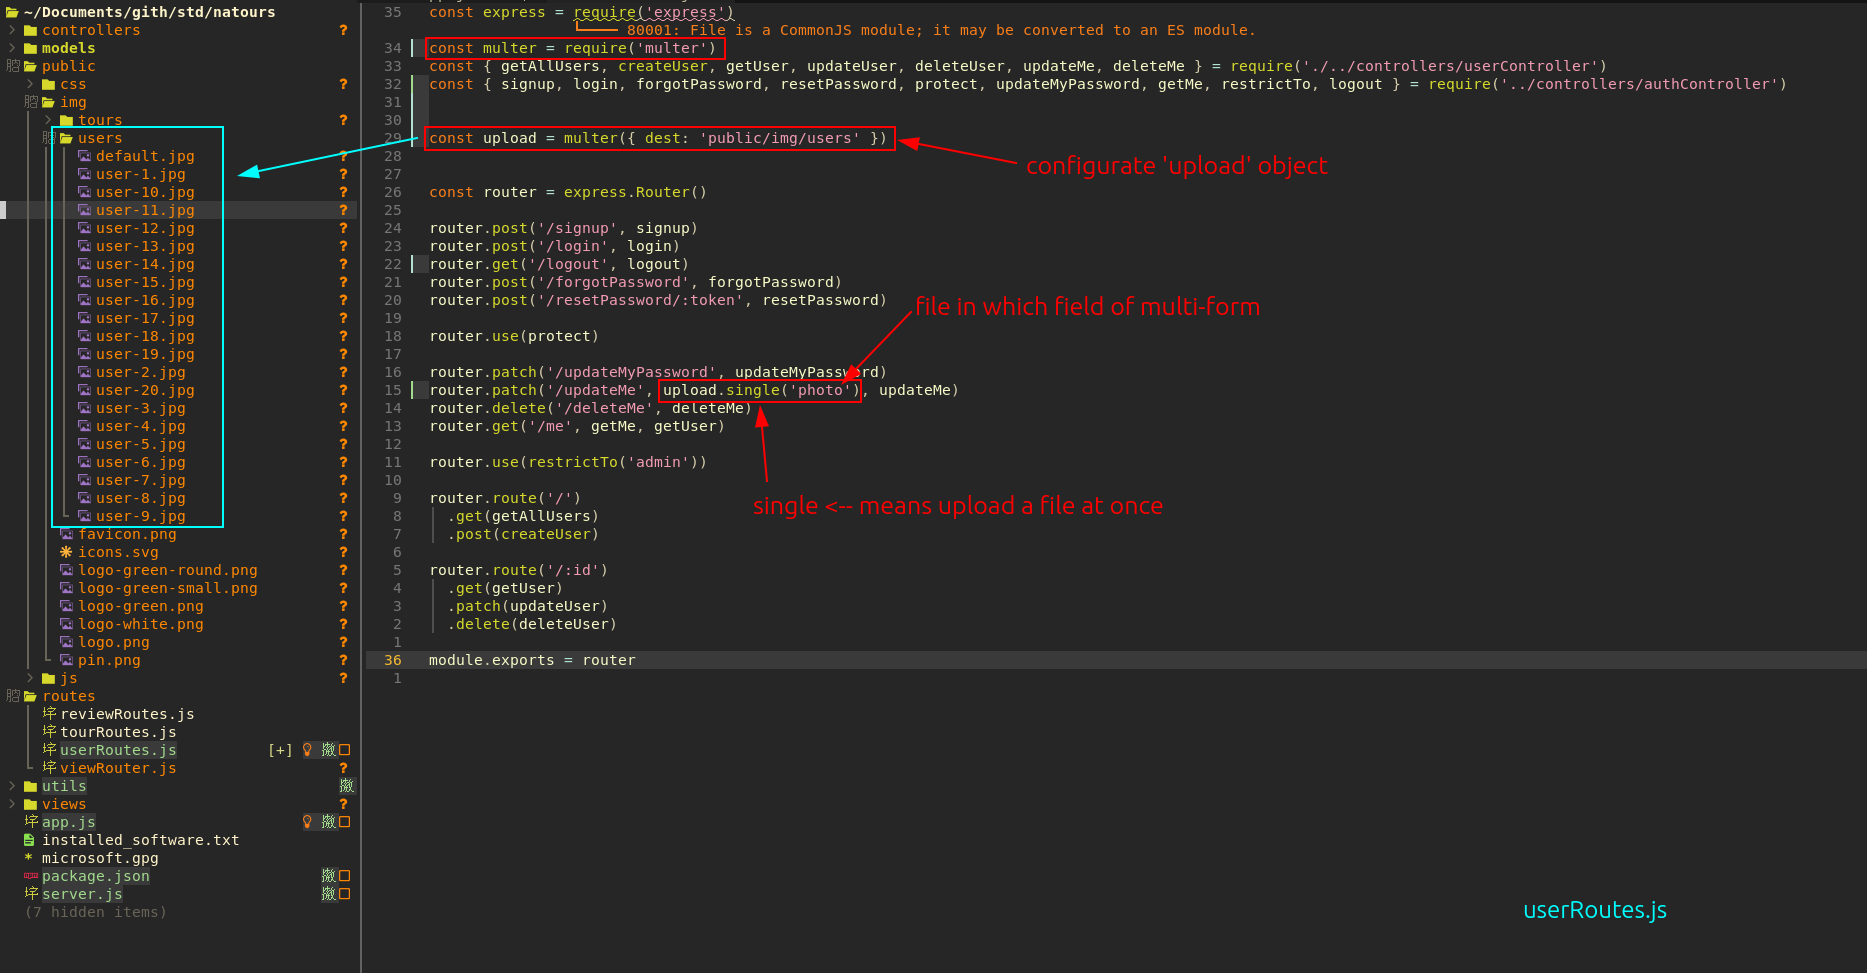 ~/Documents/gith/std/natours
controllers ?
models
public
css ?
img
tours ?
users
default.jpg ?
user-1.jpg ?
user-10.jpg ?
user-11.jpg ?
user-12.jpg ?
user-13.jpg ?
user-14.jpg ?
user-15.jpg ?
user-16.jpg ?
user-17.jpg ?
user-18.jpg ?
user-19.jpg ?
user-2.jpg ?
user-20.jpg ?
user-3.jpg ?
user-4.jpg ?
user-5.jpg ?
user-6.jpg ?
user-7.jpg ?
user-8.jpg ?
user-9.jpg ?
favicon.png ?
icons.svg ?
logo-green-round.png ?
logo-green-small.png ?
logo-green.png ?
logo-white.png ?
logo.png ?
pin.png ?
js ?
routes
reviewRoutes.js
tourRoutes.js
userRoutes.js [+]
viewRouter.js ?
utils
views ?
app.js
installed_software.txt
* microsoft.gpg
package.json
server.js
(7 hidden items)
35 const express = require('express')
80001: File is a CommonJS module; it may be converted to an ES module.
34 const multer = require('multer')
33 const { getAllUsers, createUser, getUser, updateUser, deleteUser, updateMe, deleteMe } = require('./../controllers/userController')
32 const { signup, login, forgotPassword, resetPassword, protect, updateMyPassword, getMe, restrictTo, logout } = require('../controllers/authController')
31
30
29 const upload = multer({ dest: 'public/img/users' })
configurate 'upload' object
28
27
26 const router = express.Router()
25
24 router.post('/signup', signup)
23 router.post('/login', login)
22 router.get('/logout', logout)
21 router.post('/forgotPassword', forgotPassword)
20 router.post('/resetPassword/:token', resetPassword)
file in which field of multi-form
19
18 router.use(protect)
17
16 router.patch('/updateMyPassword', updateMyPassword)
15 router.patch('/updateMe', upload.single('photo'), updateMe)
14 router.delete('/deleteMe', deleteMe)
13 router.get('/me', getMe, getUser)
12
11 router.use(restrictTo('admin'))
10
9 router.route('/')
single <-- means upload a file at once
8 .get(getAllUsers)
7 .post(createUser)
6
5 router.route('/:id')
4 .get(getUser)
3 .patch(updateUser)
2 .delete(deleteUser)
1
36 module.exports = router
1
userRoutes.js